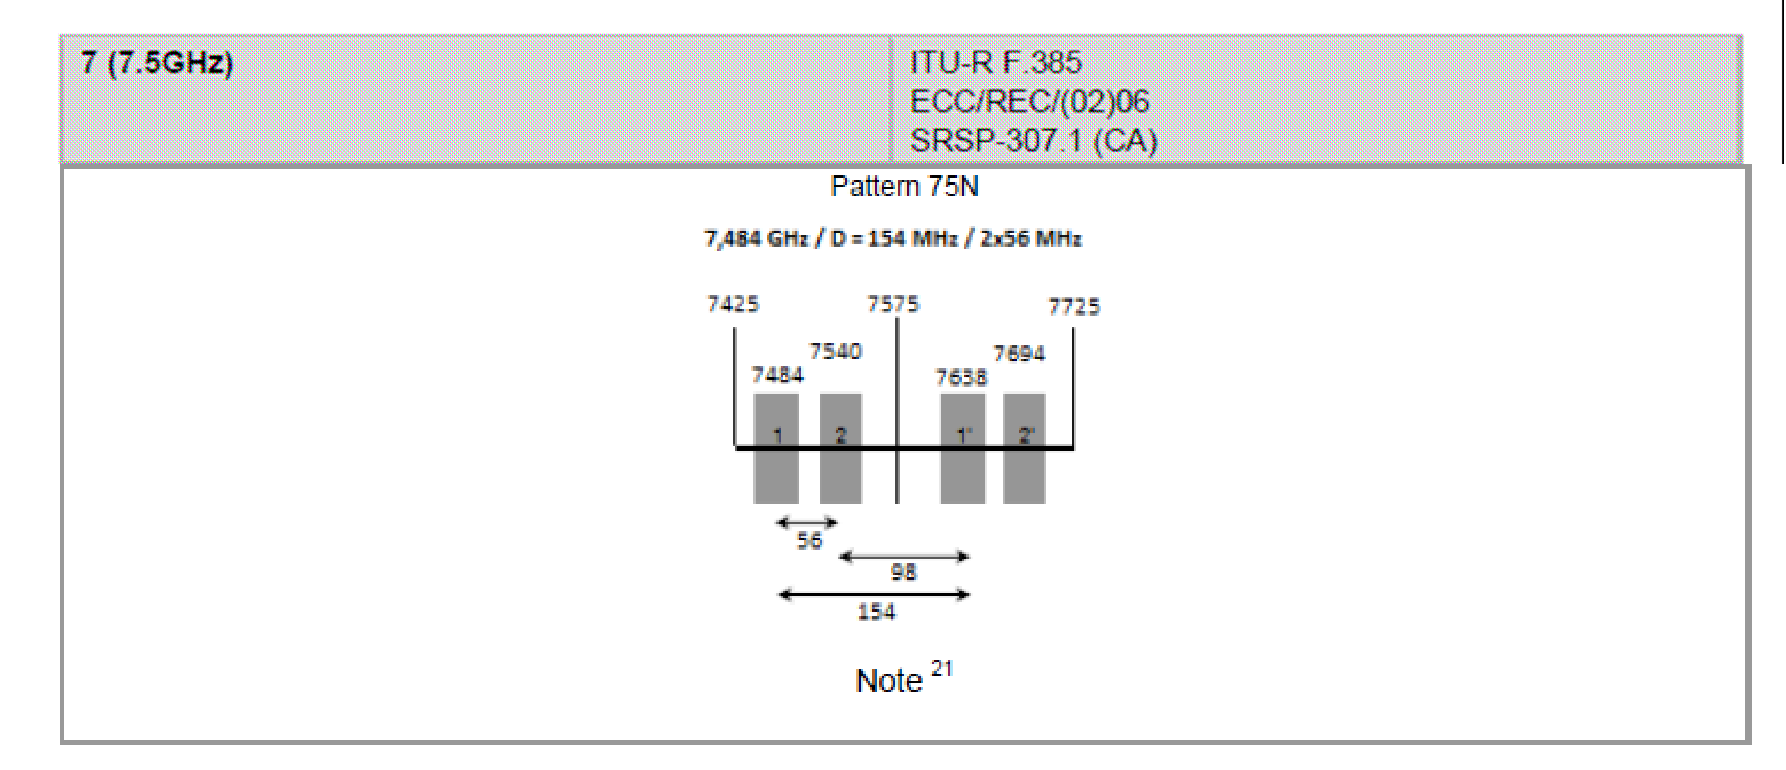 7 (7.5GHz)
ITU-R F.385
ECC/REC/(02)06
SRSP-307.1 (CA)
Pattern 75N
7,484 GHz / D = 154 MHz / 2x56 MHz
7425
7575
7725
7540
7694
7484
7638
1
2
1'
2'
56
98
154
Note 21